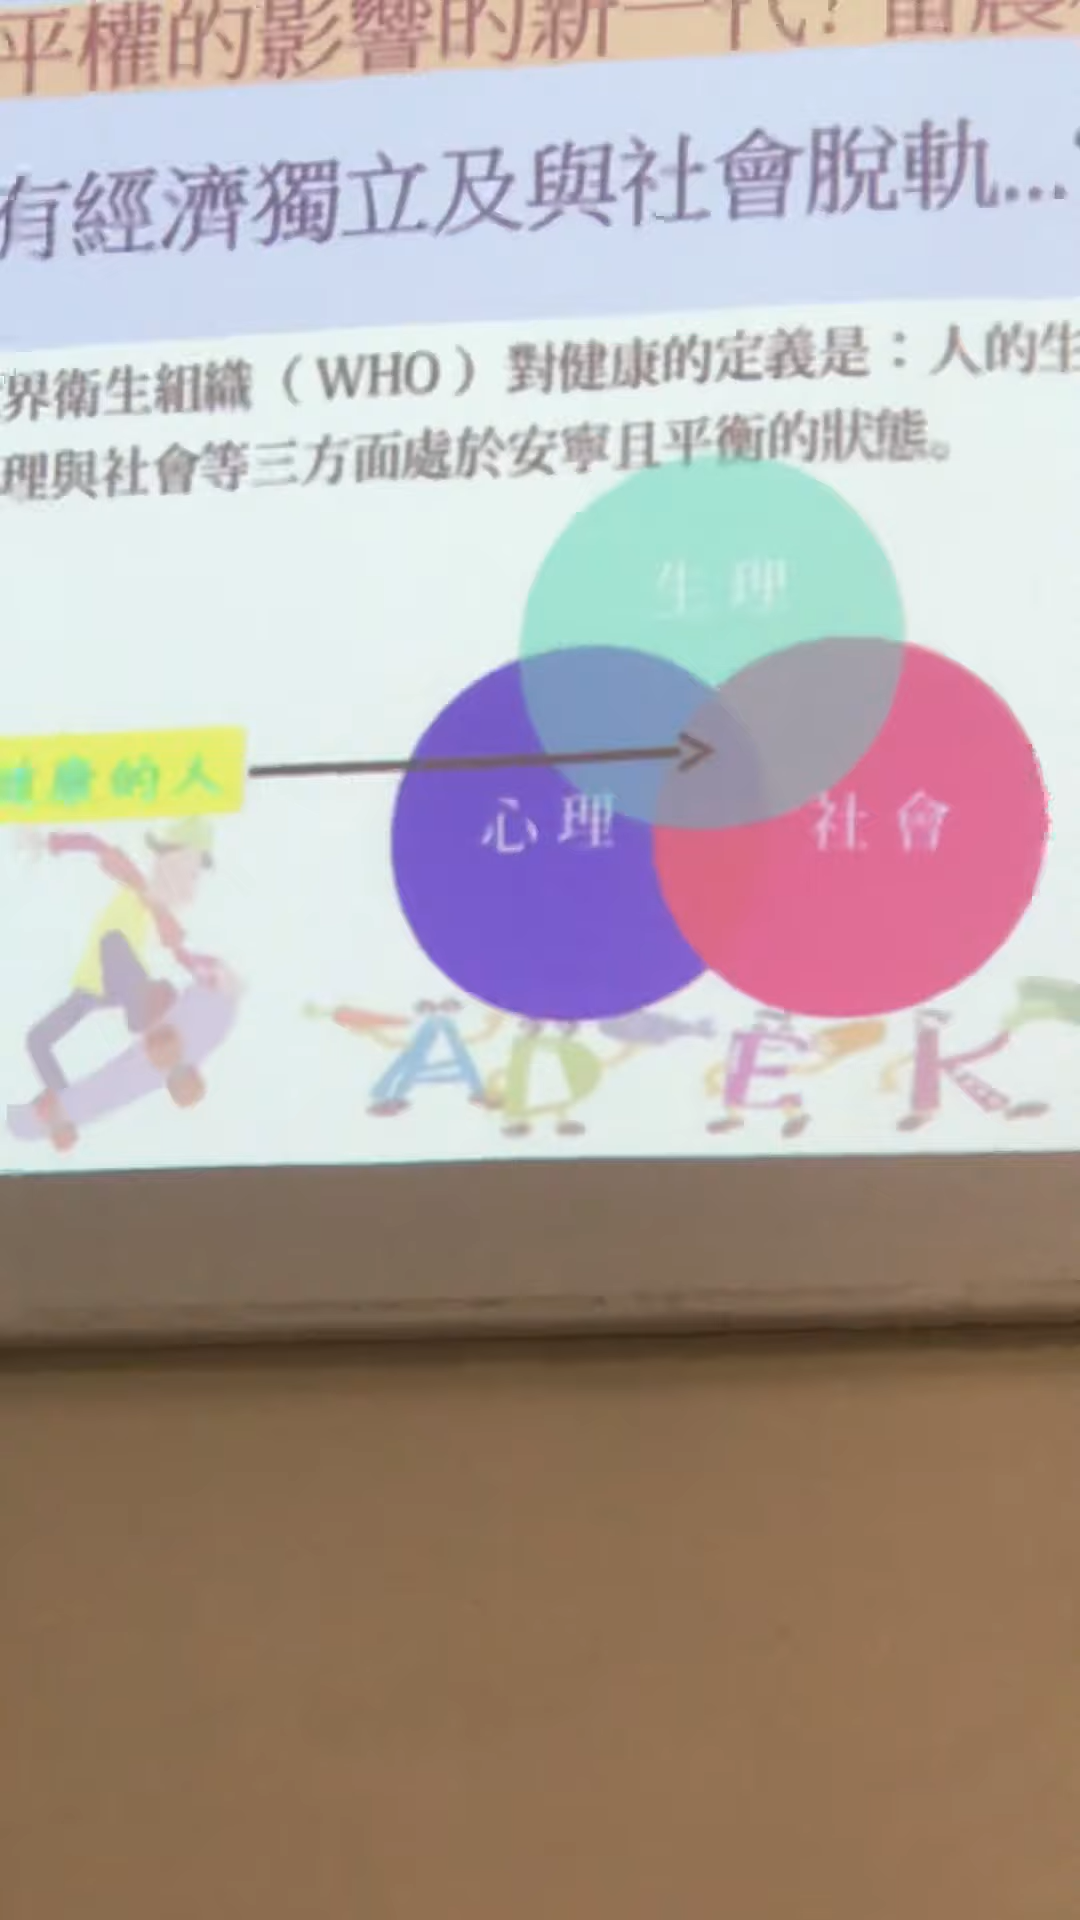 平權的影響的新一代?
有經濟獨立及與社會脫軌...
界衛生組織（WHO）對健康的定義是：人的生
理與社會等三方面處於安寧且平衡的狀態。
生理
健康的人
心理
社會
A D E K